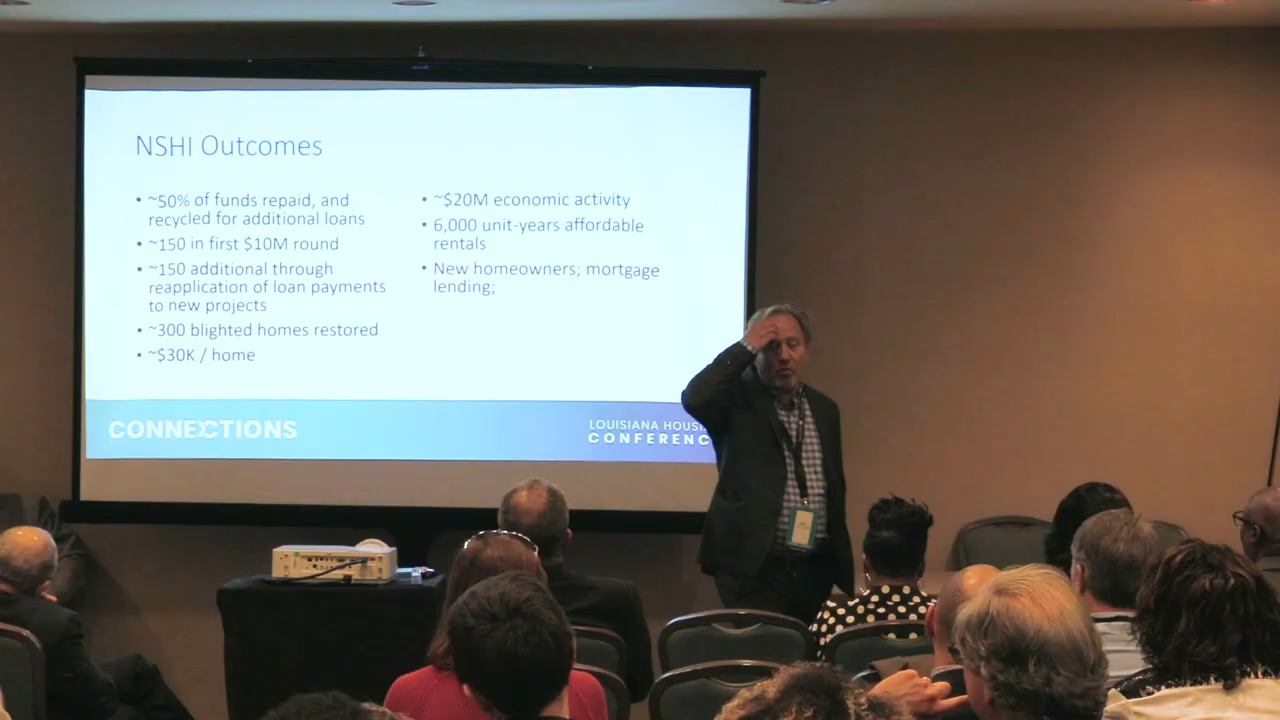 NSHI Outcomes
• ~50% of funds repaid, and
recycled for additional loans
• ~150 in first $10M round
• ~150 additional through
reapplication of loan payments
to new projects
• ~300 blighted homes restored
• ~$30K / home
• ~$20M economic activity
• 6,000 unit-years affordable
rentals
• New homeowners; mortgage
lending;
CONNECTIONS
LOUISIANA
CONFERENC